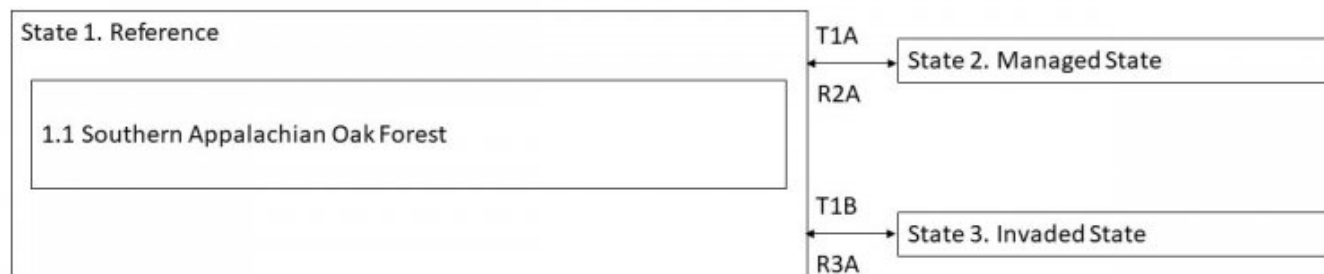 State 1. Reference
T1A
State 2. Managed State
R2A
1.1 Southern Appalachian Oak Forest
T1B
State 3. Invaded State
R3A